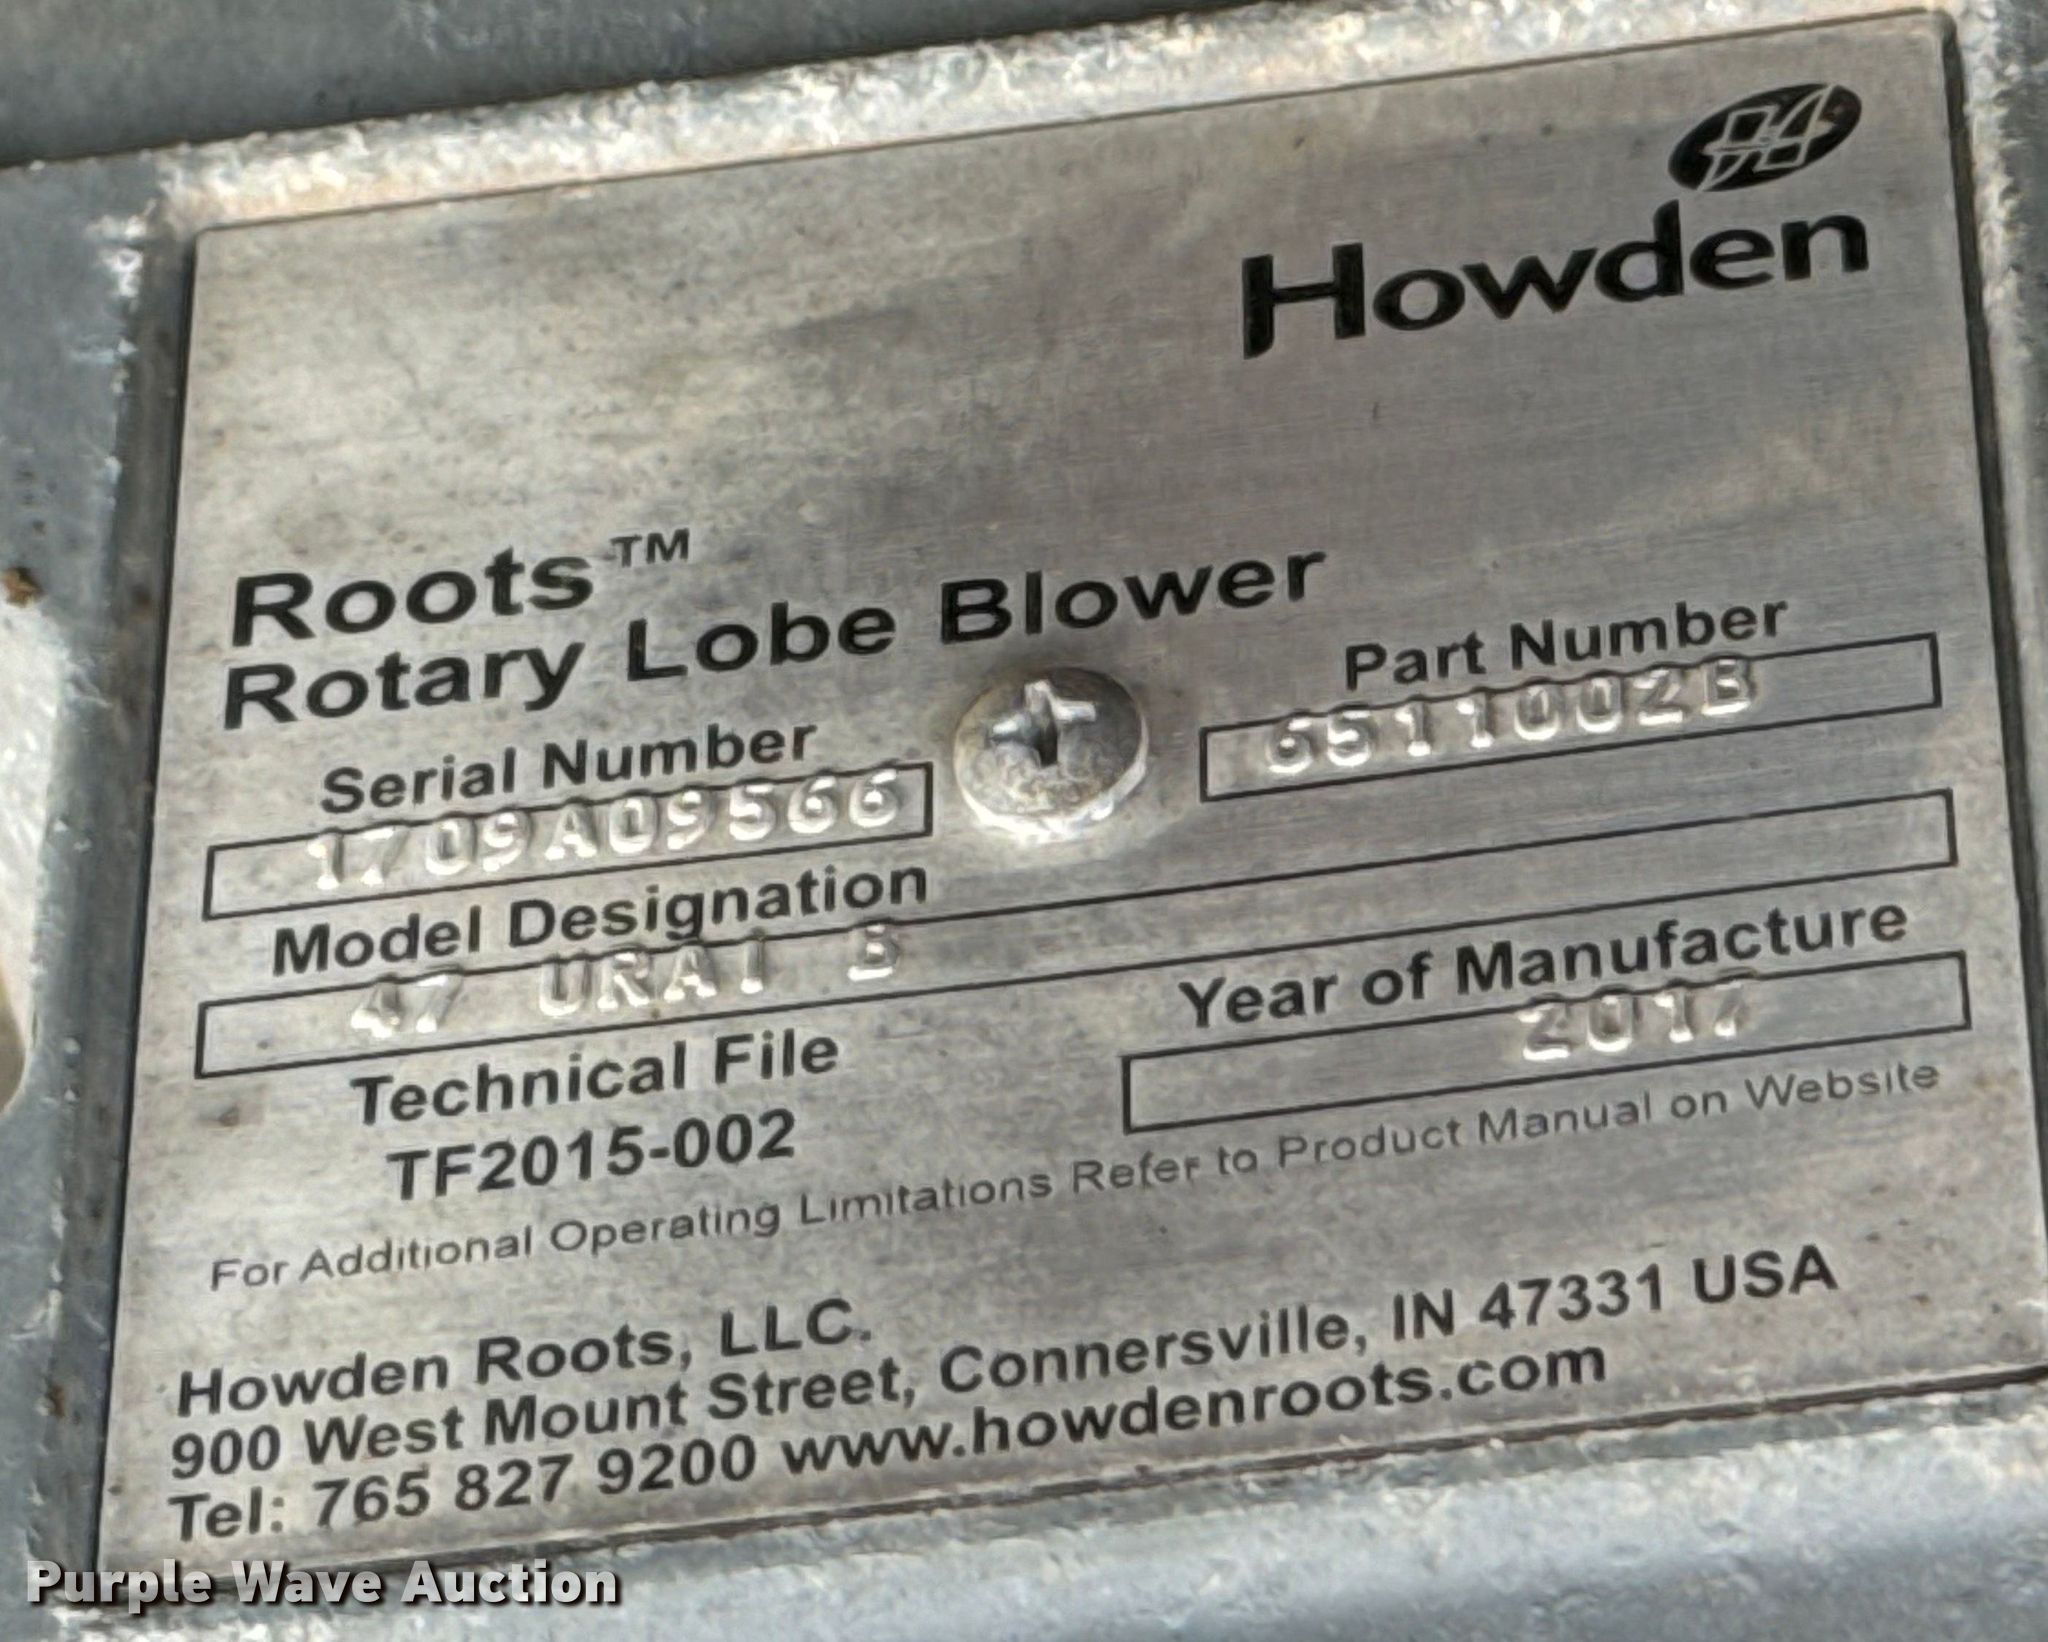 Howden
Roots™
Rotary Lobe Blower
Serial Number
1709A09566
Part Number
6511002B
Model Designation
47 URAI B
Technical File
TF2015-002
Year of Manufacture
2017
For Additional Operating Limitations Refer to Product Manual on Website
Howden Roots, LLC.
900 West Mount Street, Connersville, IN 47331 USA
Tel: 765 827 9200 www.howdenroots.com
Purple Wave Auction